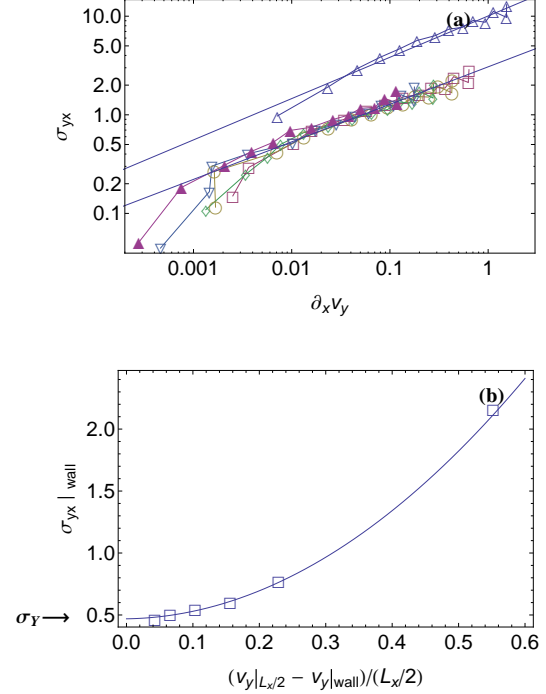 (a)
10.0
5.0
2.0
1.0
0.5
0.2
0.1
σyx
0.001 0.01 0.1 1
∂xvy
(b)
2.0
1.5
1.0
0.5
σyx|wall
σY→
0.0 0.1 0.2 0.3 0.4 0.5 0.6
(vy|Lx/2 − vy|wall)/(Lx/2)